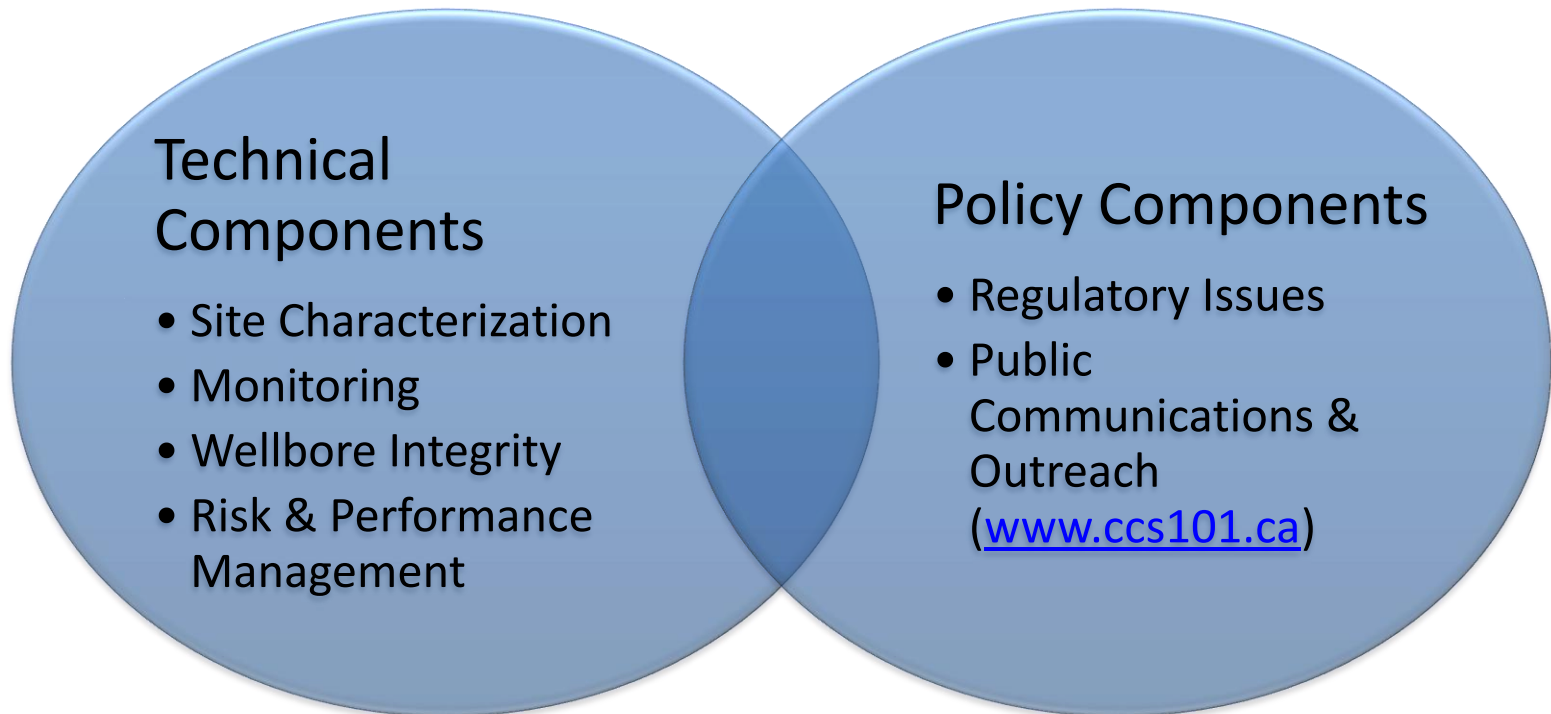 Technical
Components
• Site Characterization
• Monitoring
• Wellbore Integrity
• Risk & Performance
Management
Policy Components
• Regulatory Issues
• Public
Communications &
Outreach
(www.ccs101.ca)